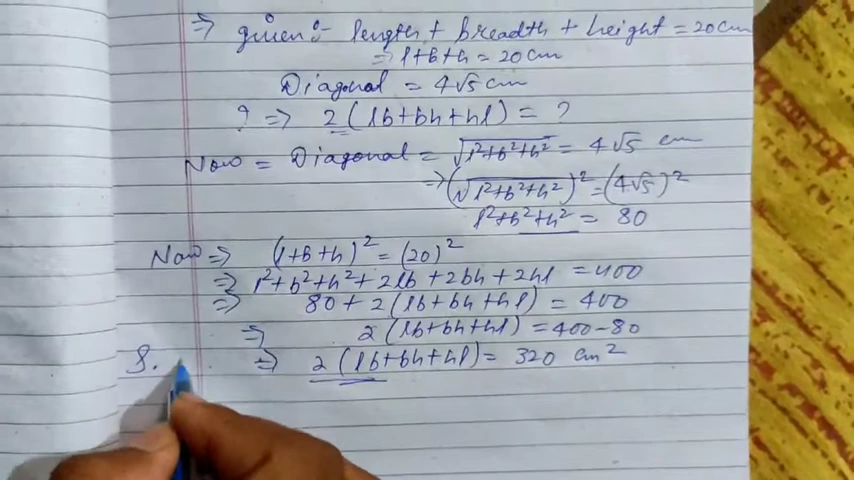 ⇒ given:- length + breadth + height = 20 cm
⇒ l+b+h = 20 cm
Diagonal = 4√5 cm
? ⇒ 2 (lb+bh+hl) = ?
Now = Diagonal = √l²+b²+h² = 4√5 cm
⇒ (√l²+b²+h²)² = (4√5)²
l²+b²+h² = 80
Now ⇒ (l+b+h)² = (20)²
⇒ l²+b²+h²+2lb+2bh+2hl = 400
⇒ 80+2(lb+bh+hl) = 400
⇒ 2 (lb+bh+hl) = 400-80
S. ⇒ 2 (lb+bh+hl) = 320 cm²